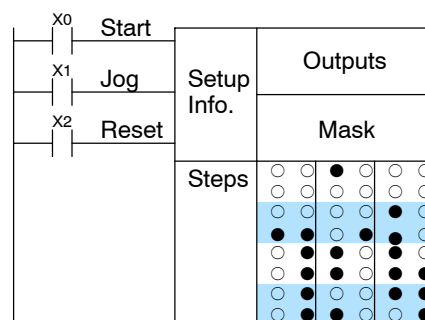 X0 Start
X1 Jog
X2 Reset
Setup
Info.
Outputs
Mask
Steps